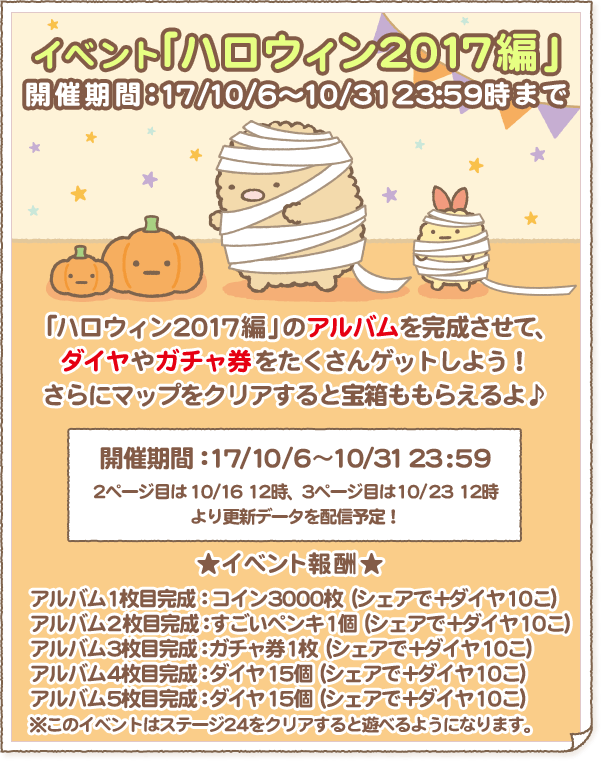 イベント「ハロウィン2017編」
開催期間：17/10/6～10/31 23:59時まで
「ハロウィン2017編」のアルバムを完成させて、
ダイヤやガチャ券をたくさんゲットしよう！
さらにマップをクリアすると宝箱ももらえるよ♪
開催期間：17/10/6～10/31 23:59
2ページ目は10/16 12時、3ページ目は10/23 12時
より更新データを配信予定！
★イベント報酬★
アルバム1枚目完成：コイン3000枚 (シェアで+ダイヤ10こ)
アルバム2枚目完成：すごいペンキ1個 (シェアで+ダイヤ10こ)
アルバム3枚目完成：ガチャ券1枚 (シェアで+ダイヤ10こ)
アルバム4枚目完成：ダイヤ15個 (シェアで+ダイヤ10こ)
アルバム5枚目完成：ダイヤ15個 (シェアで+ダイヤ10こ)
※このイベントはステージ24をクリアすると遊べるようになります。